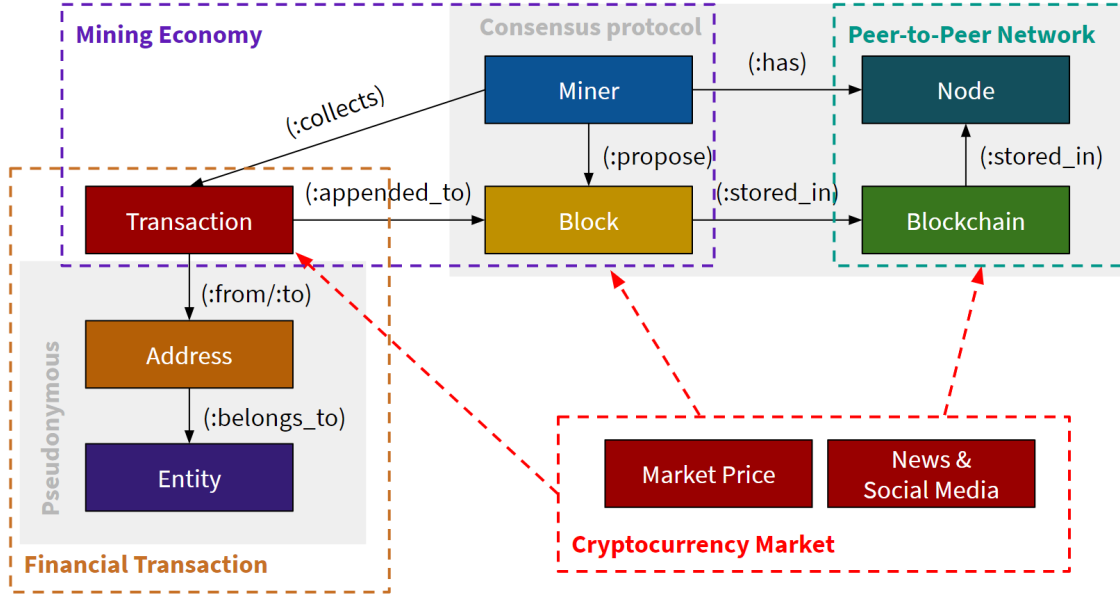 Mining Economy
Consensus protocol
Peer-to-Peer Network
Miner
(:has)
Node
(:collects)
(:propose)
(:stored_in)
Transaction
(:appended_to)
Block
(:stored_in)
Blockchain
(:from/:to)
Address
Pseudonymous
(:belongs_to)
Entity
Financial Transaction
Market Price
News &
Social Media
Cryptocurrency Market